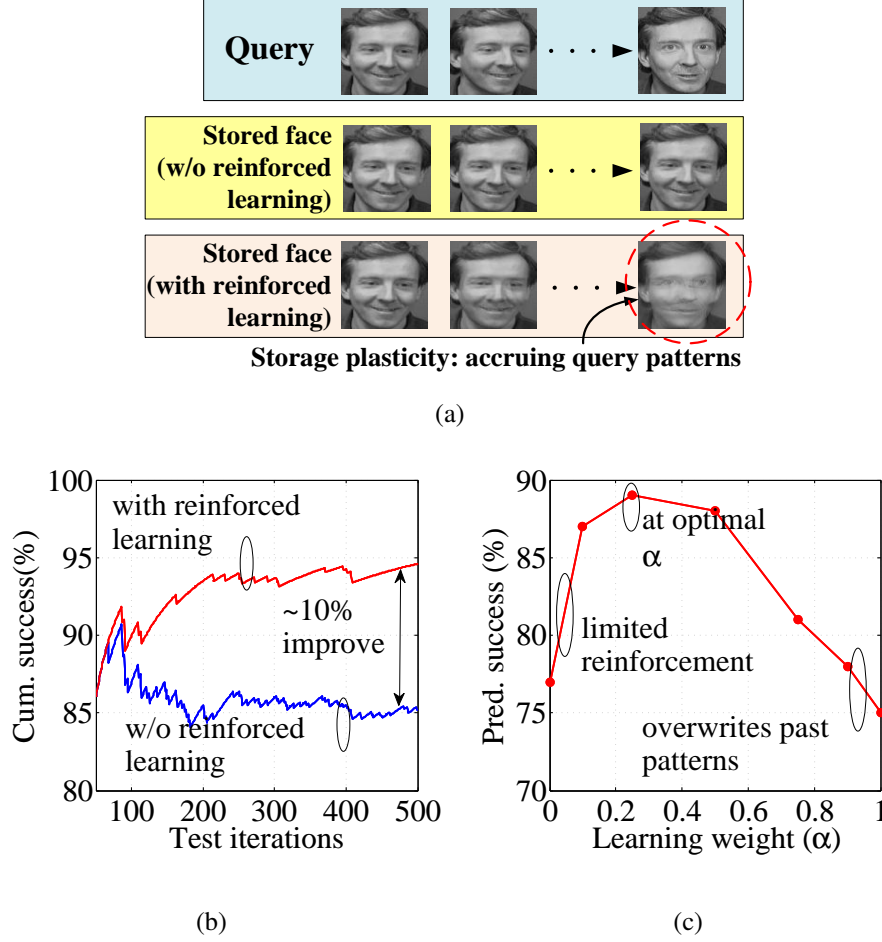 Query
Stored face
(w/o reinforced
learning)
Stored face
(with reinforced
learning)
Storage plasticity: accruing query patterns
(a)
100
95
90
85
80
Cum. success(%)
with reinforced
learning
~10%
improve
w/o reinforced
learning
100
200
300
400
500
Test iterations
(b)
90
85
80
75
70
Pred. success (%)
at optimal
α
limited
reinforcement
overwrites past
patterns
0
0.2
0.4
0.6
0.8
1
Learning weight (α)
(c)